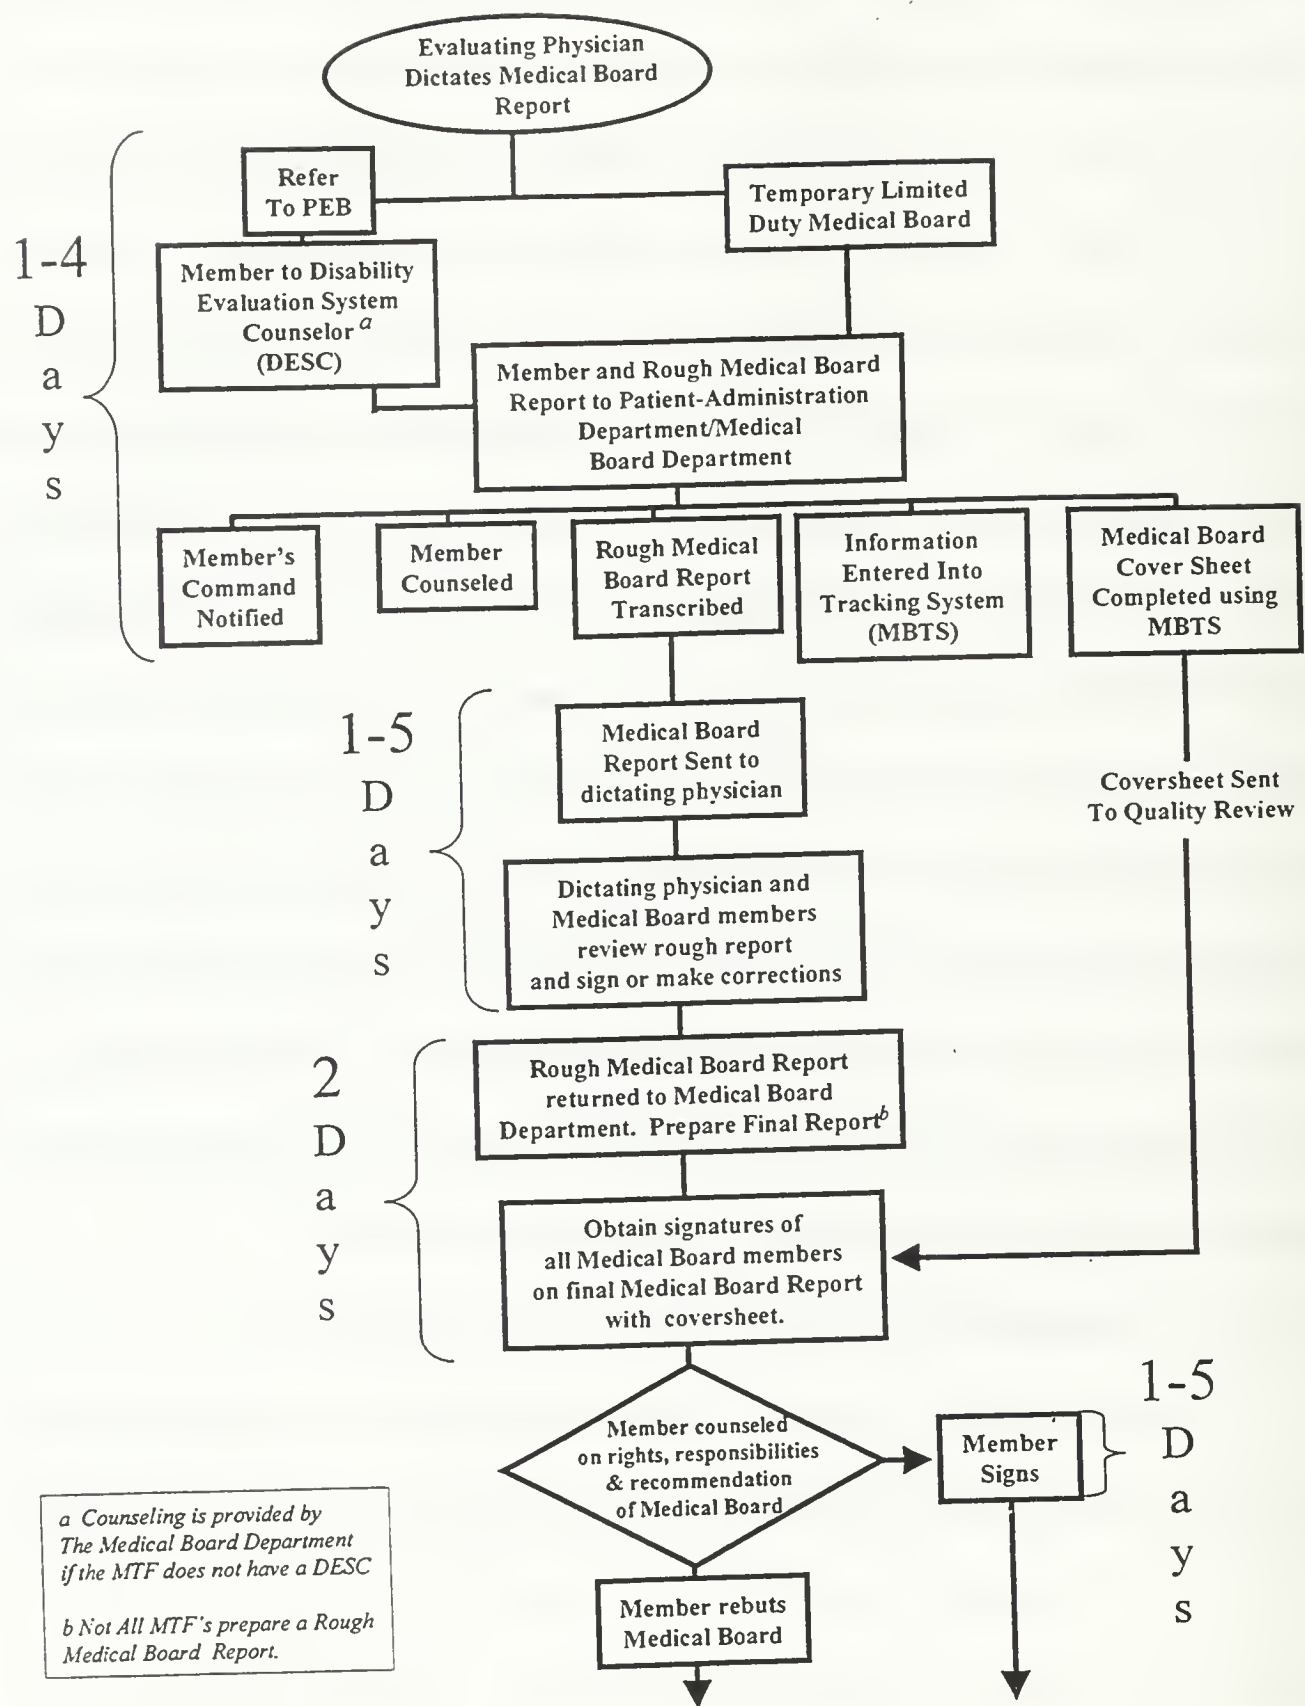 Evaluating Physician
Dictates Medical Board
Report
Refer
To PEB
Temporary Limited
Duty Medical Board
1-4
D
a
y
s
Member to Disability
Evaluation System
Counselor a
(DESC)
Member and Rough Medical Board
Report to Patient-Administration
Department/Medical
Board Department
Member's
Command
Notified
Member
Counseled
Rough Medical
Board Report
Transcribed
Information
Entered Into
Tracking System
(MBTS)
Medical Board
Cover Sheet
Completed using
MBTS
1-5
D
a
y
s
Medical Board
Report Sent to
dictating physician
Coversheet Sent
To Quality Review
Dictating physician and
Medical Board members
review rough report
and sign or make corrections
2
D
a
y
s
Rough Medical Board Report
returned to Medical Board
Department. Prepare Final Report b
Obtain signatures of
all Medical Board members
on final Medical Board Report
with coversheet.
Member counseled
on rights, responsibilities
& recommendation
of Medical Board
Member
Signs
1-5
D
a
y
s
Member rebuts
Medical Board
a Counseling is provided by
The Medical Board Department
if the MTF does not have a DESC
b Not All MTF's prepare a Rough
Medical Board Report.